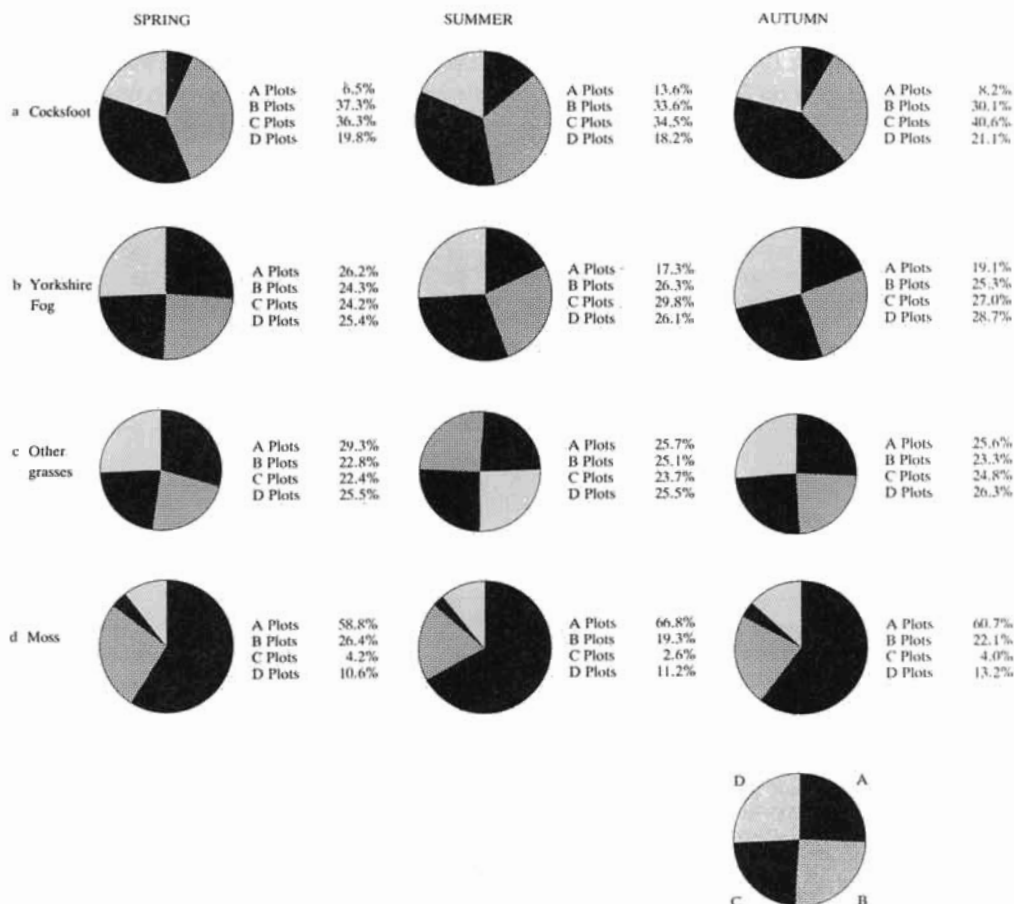 SPRING SUMMER AUTUMN
a Cocksfoot
A Plots 6.5%
B Plots 37.3%
C Plots 36.3%
D Plots 19.8%
A Plots 13.6%
B Plots 33.6%
C Plots 34.5%
D Plots 18.2%
A Plots 8.2%
B Plots 30.1%
C Plots 40.6%
D Plots 21.1%
b Yorkshire
Fog
A Plots 26.2%
B Plots 24.3%
C Plots 24.2%
D Plots 25.4%
A Plots 17.3%
B Plots 26.3%
C Plots 29.8%
D Plots 26.1%
A Plots 19.1%
B Plots 25.3%
C Plots 27.0%
D Plots 28.7%
c Other
grasses
A Plots 29.3%
B Plots 22.8%
C Plots 22.4%
D Plots 25.5%
A Plots 25.7%
B Plots 25.1%
C Plots 23.7%
D Plots 25.5%
A Plots 25.6%
B Plots 23.3%
C Plots 24.8%
D Plots 26.3%
d Moss
A Plots 58.8%
B Plots 26.4%
C Plots 4.2%
D Plots 10.6%
A Plots 66.8%
B Plots 19.3%
C Plots 2.6%
D Plots 11.2%
A Plots 60.7%
B Plots 22.1%
C Plots 4.0%
D Plots 13.2%
D A
C B